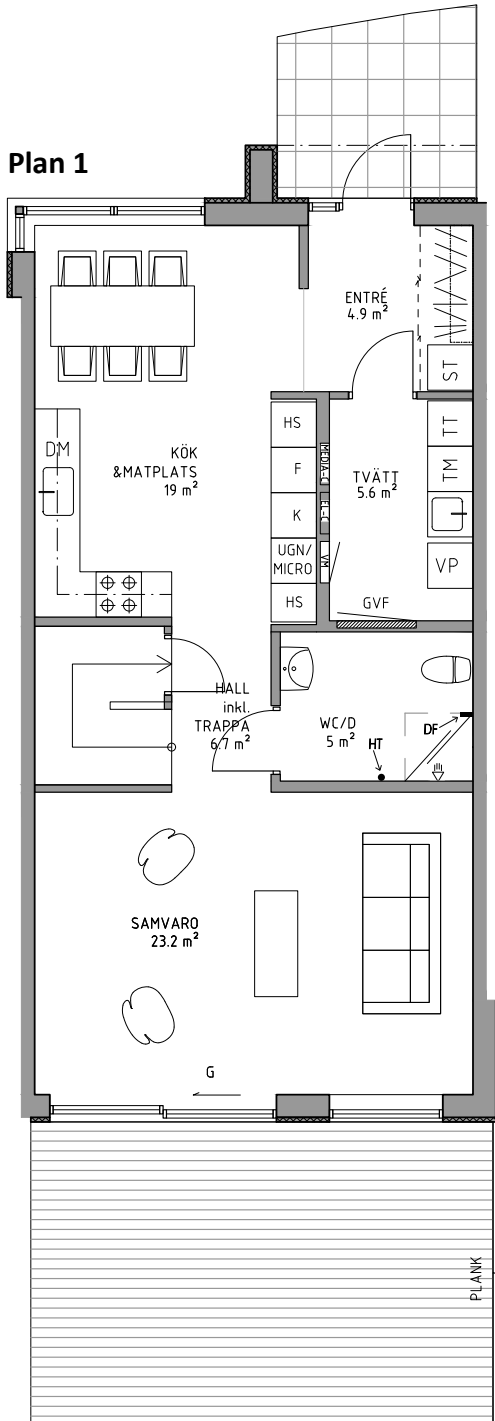 Plan 1
ENTRÉ
4.9 m²
ST
DM
KÖK
&MATPLATS
19 m²
HS
F
K
UGN/
MICRO
HS
MEDIA-C
EL-C
VM
TVÄTT
5.6 m²
TT
TM
VP
GVF
HALL
inkl.
TRAPPA
6.7 m²
WC/D
5 m²
HT
DF
SAMVARO
23.2 m²
G
PLANK